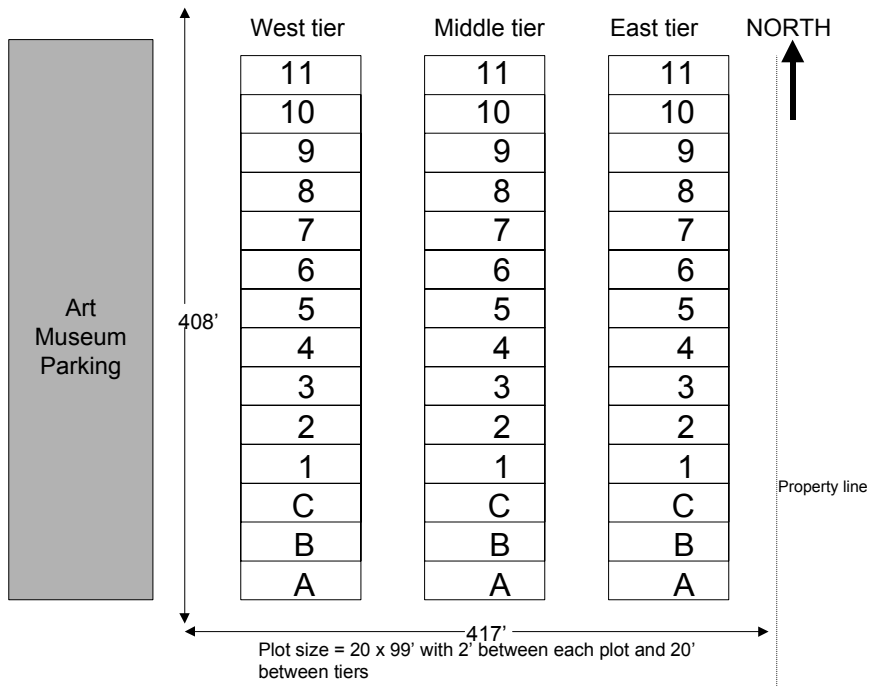 West tier
Middle tier
East tier
NORTH
11 11 11
10 10 10
9 9 9
8 8 8
7 7 7
6 6 6
5 5 5
4 4 4
3 3 3
2 2 2
1 1 1
C C C
B B B
A A A
Art
Museum
Parking
408’
Property line
417’
Plot size = 20 x 99’ with 2’ between each plot and 20’
between tiers